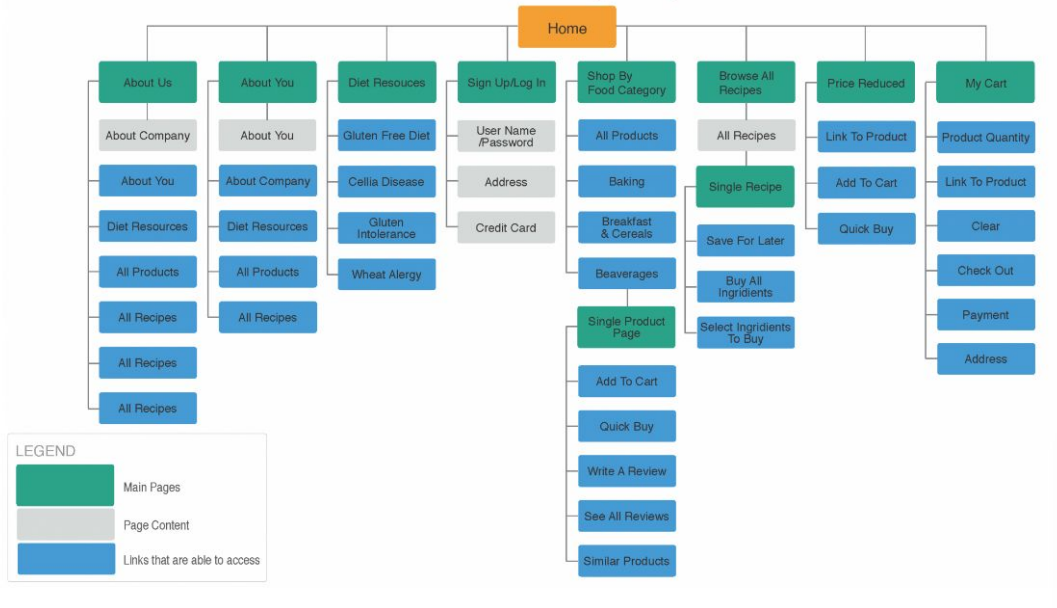 Home
About Us
About Company
About You
Diet Resources
All Products
All Recipes
All Recipes
All Recipes
About You
About You
About Company
Diet Resources
All Products
All Recipes
Diet Resouces
Gluten Free Diet
Cellia Disease
Gluten
Intolerance
Wheat Alergy
Sign Up/Log In
User Name
/Password
Address
Credit Card
Shop By
Food Category
All Products
Baking
Breakfast
& Cereals
Beaverages
Single Product
Page
Add To Cart
Quick Buy
Write A Review
See All Reviews
Similar Products
Browse All
Recipes
All Recipes
Single Recipe
Save For Later
Buy All
Ingridients
Select Ingridients
To Buy
Price Reduced
Link To Product
Add To Cart
Quick Buy
My Cart
Product Quantity
Link To Product
Clear
Check Out
Payment
Address
LEGEND
Main Pages
Page Content
Links that are able to access